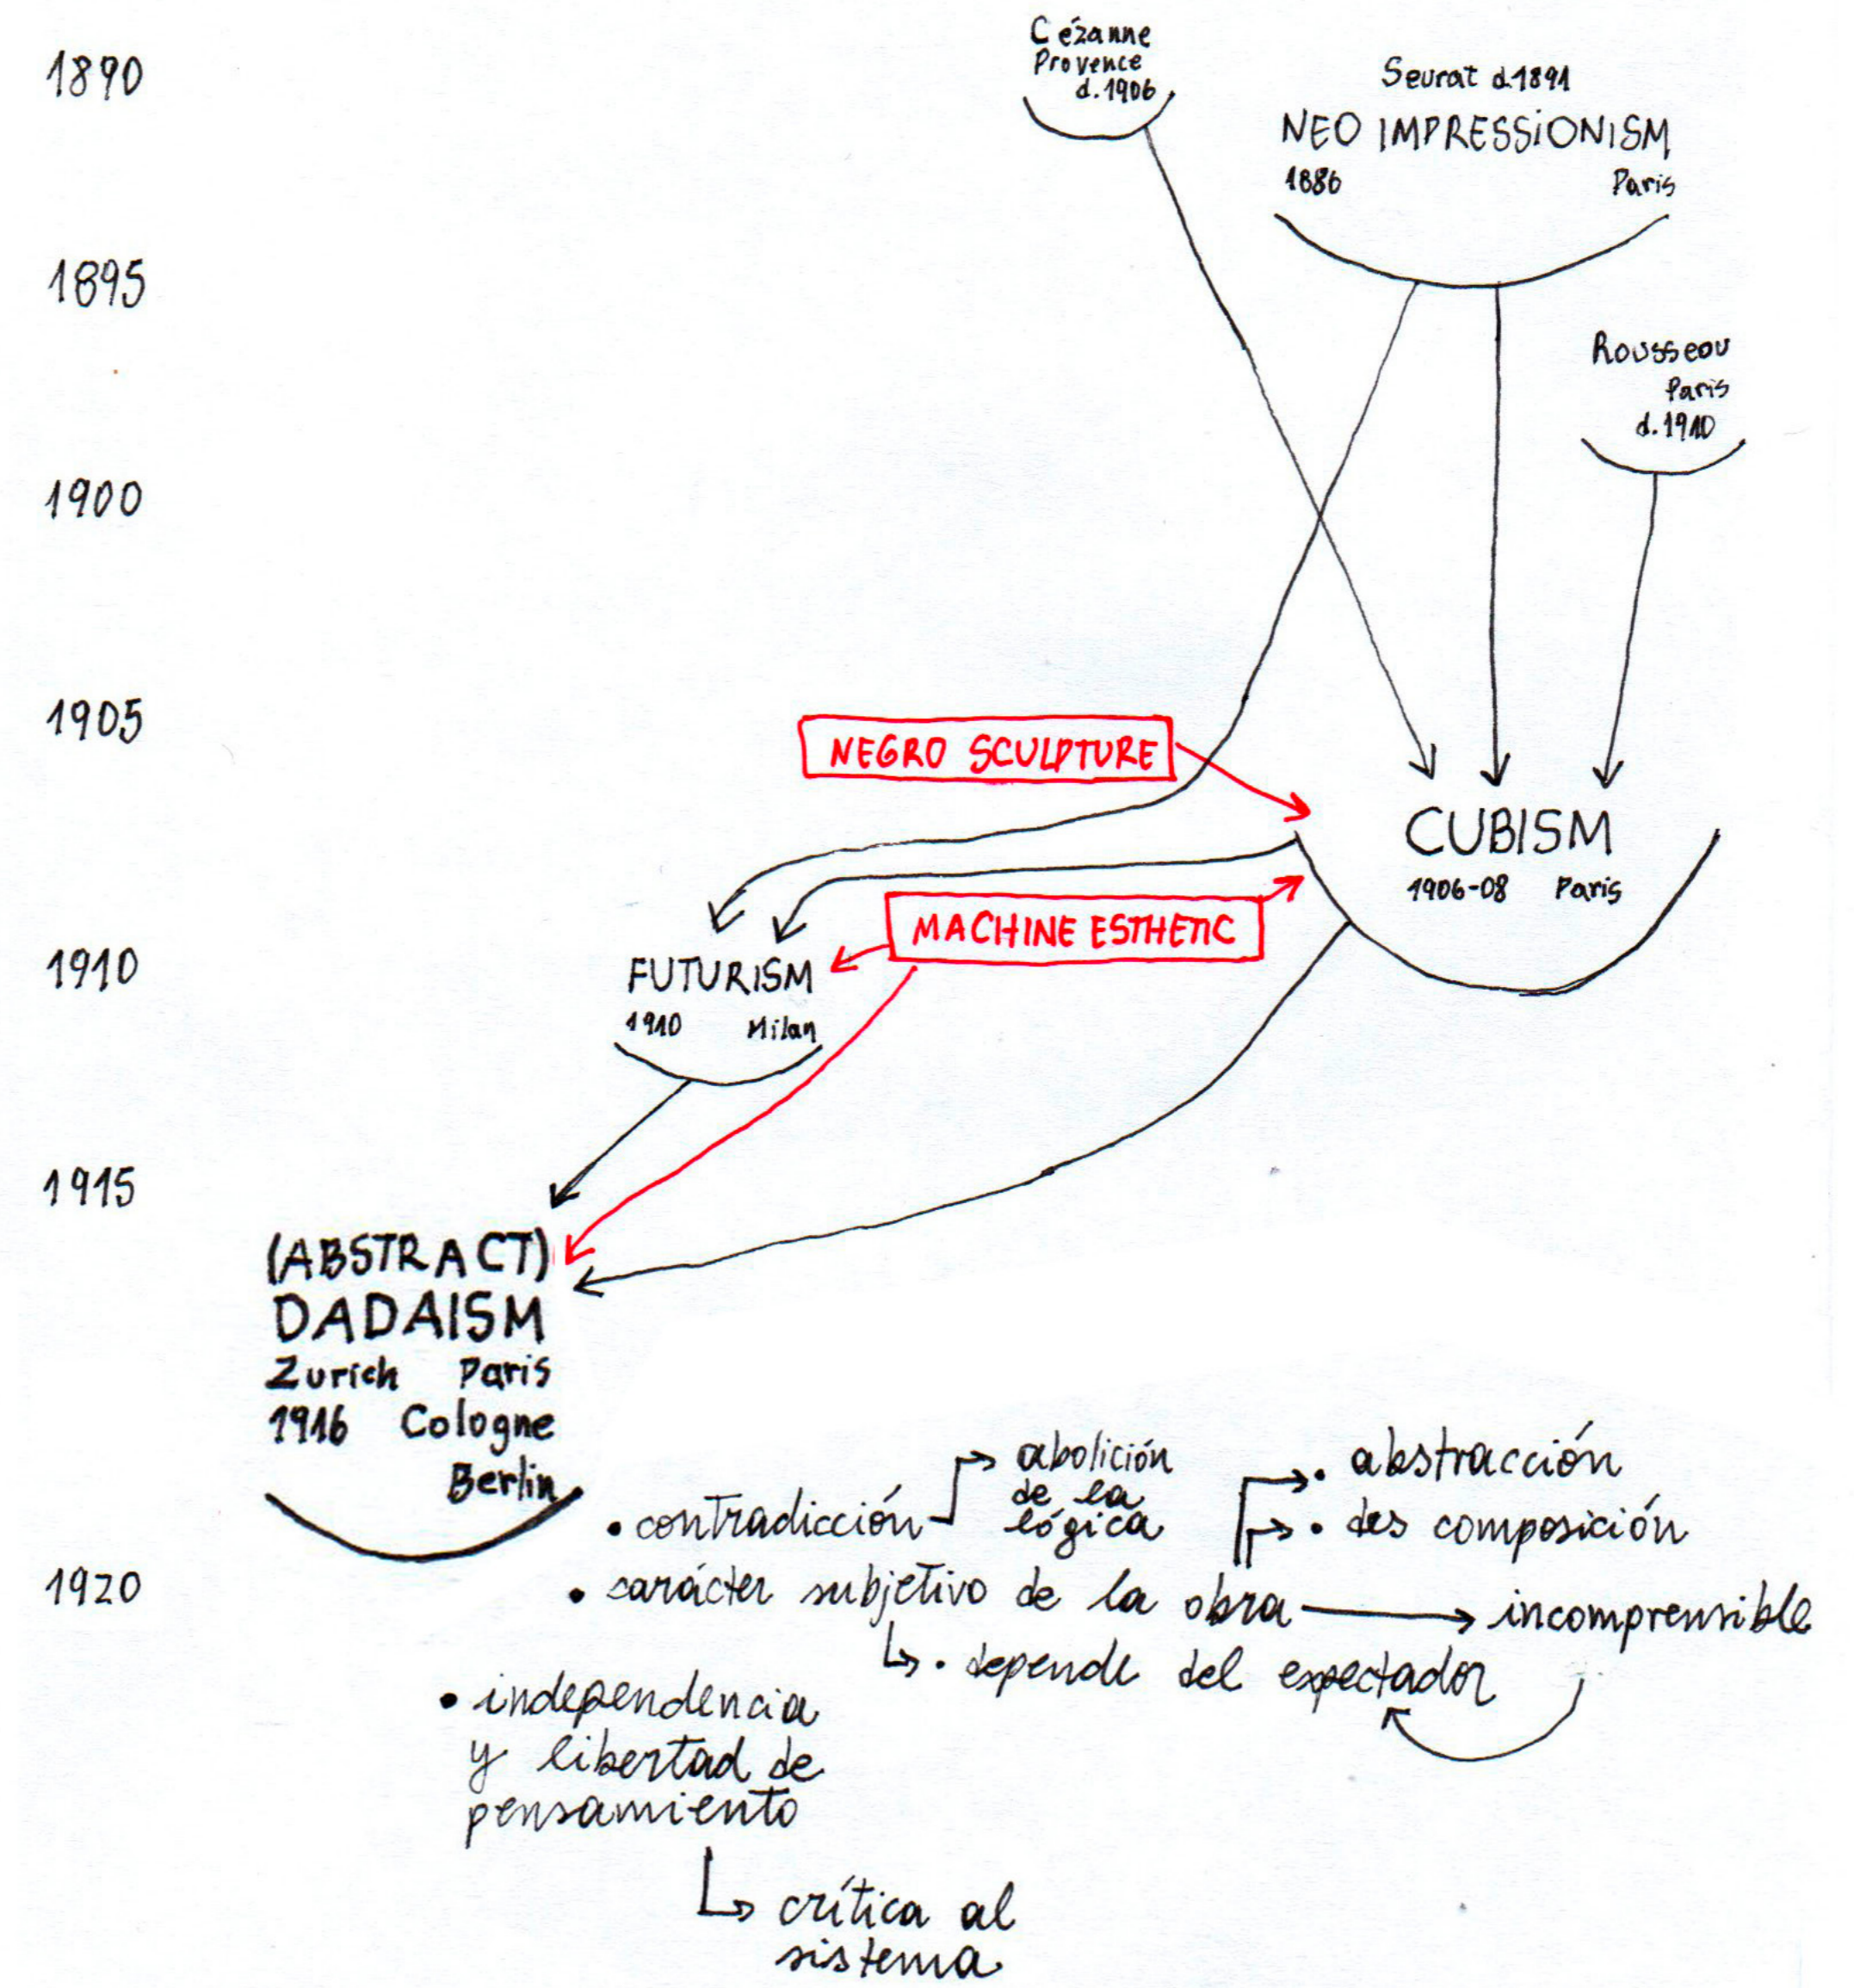 1890
Cézanne
Provence
d.1906
Seurat d.1891
NEO IMPRESSIONISM
1886 Paris
1895
Rousseau
Paris
d.1910
1900
1905
NEGRO SCULPTURE
CUBISM
1906-08 Paris
MACHINE ESTHETIC
1910
FUTURISM
1910 Milan
1915
(ABSTRACT)
DADAISM
Zurich Paris
1916 Cologne
Berlin
• contradicción
abolición
de la
lógica
• abstracción
• des composición
1920
• carácter subjetivo de la obra
incomprensible
• depende del expectador
• independencia
y libertad de
pensamiento
crítica al
sistema